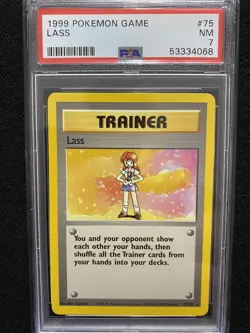 1999 POKEMON GAME #75
LASS NM
PSA 7
53334068
TRAINER
Lass
You and your opponent show
each other your hands, then
shuffle all the Trainer cards from
your hands into your decks.